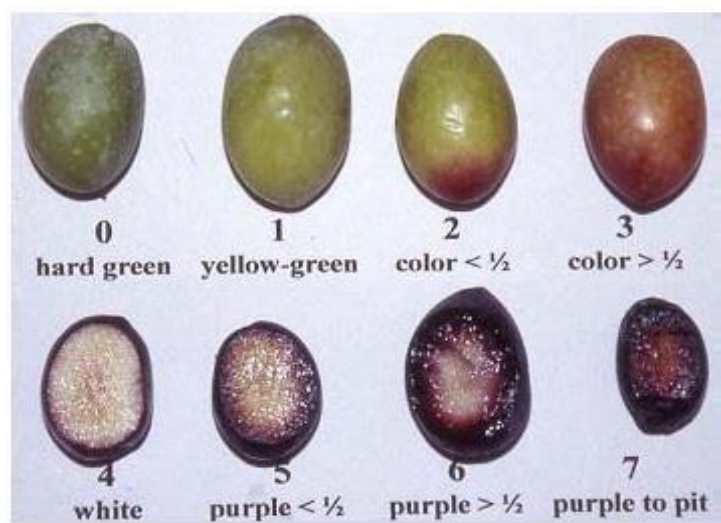 0
1
2
3
hard green
yellow-green
color < ½
color > ½
4
5
6
7
white
purple < ½
purple > ½
purple to pit